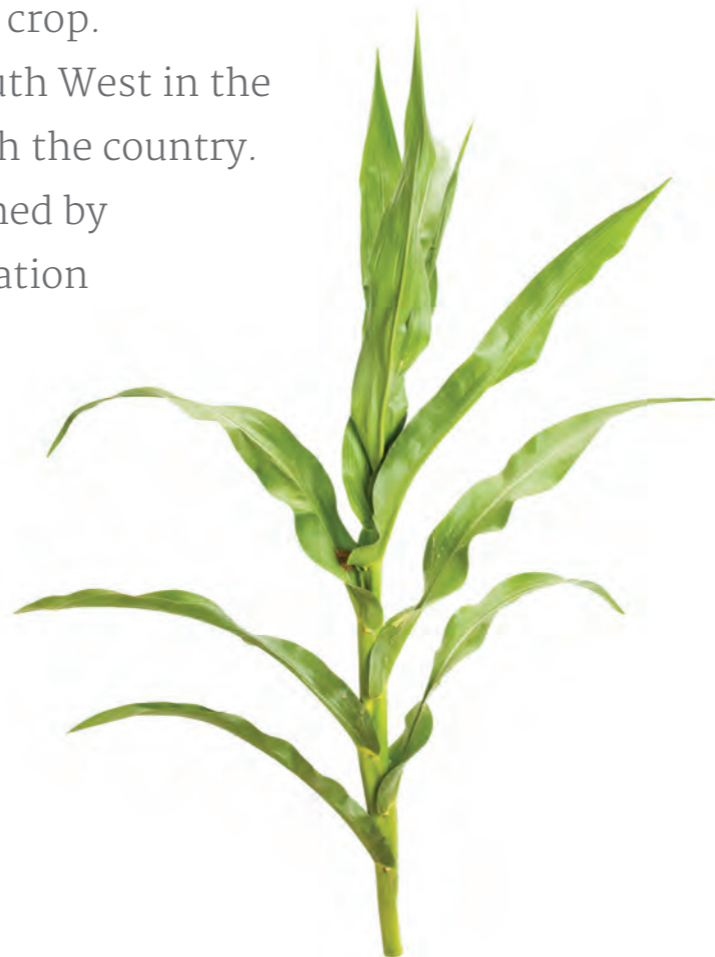 crop.
uth West in the
h the country.
ned by
ation